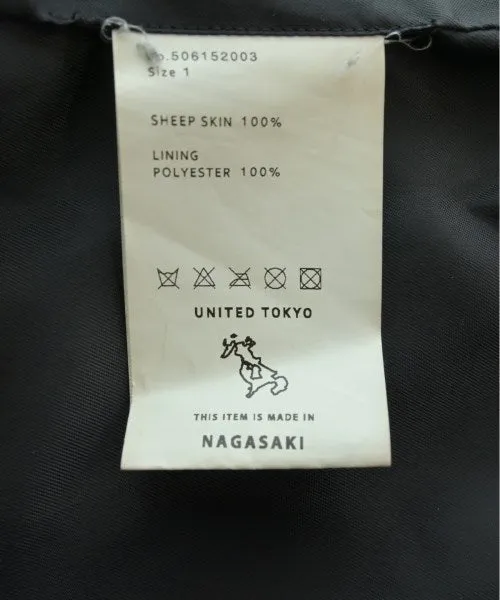 No.506152003
Size 1
SHEEP SKIN 100%
LINING
POLYESTER 100%
UNITED TOKYO
THIS ITEM IS MADE IN
NAGASAKI